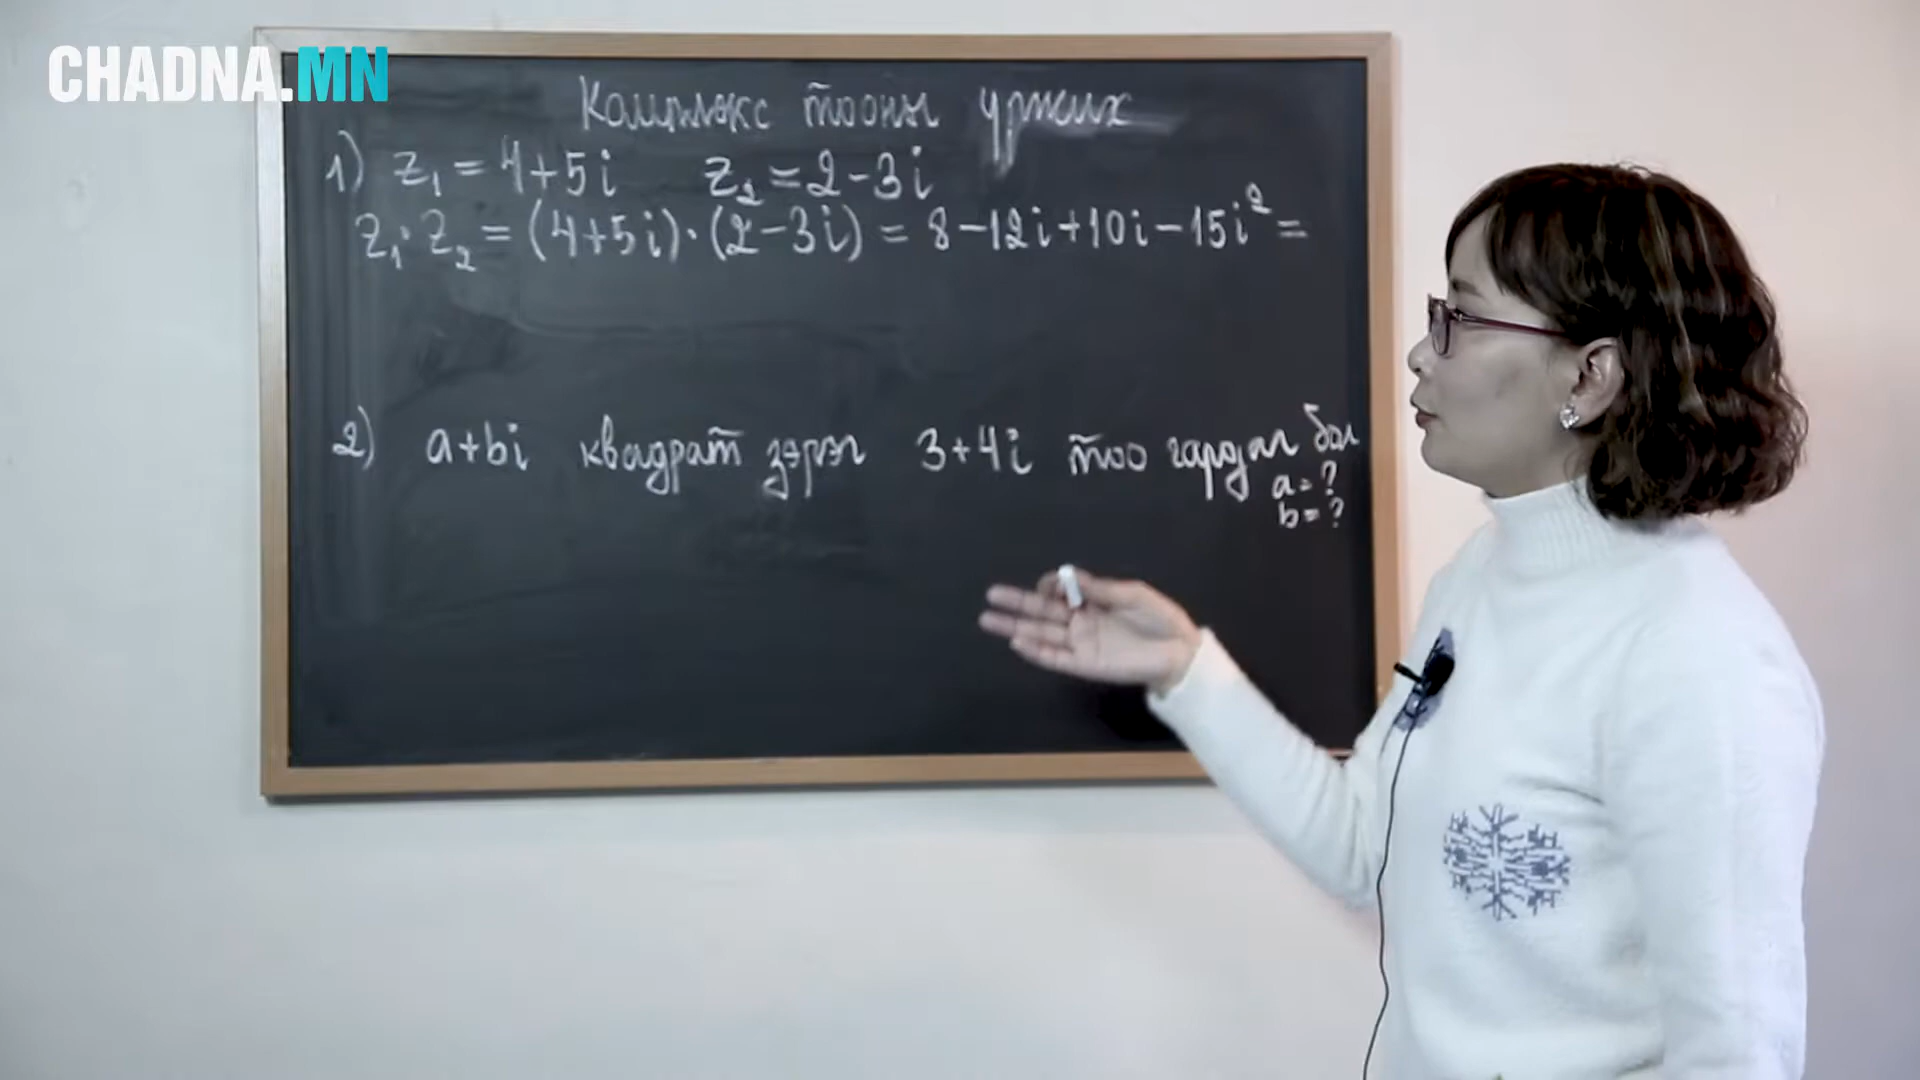 CHADNA.MN
Комплекс тооны үржих
1) z₁ = 4+5i z₂ = 2-3i
z₁·z₂ = (4+5i)·(2-3i) = 8-12i+10i-15i² =
2) a+bi квадрат зэрэг 3+4i тоо гардаг бол
a=?
b=?